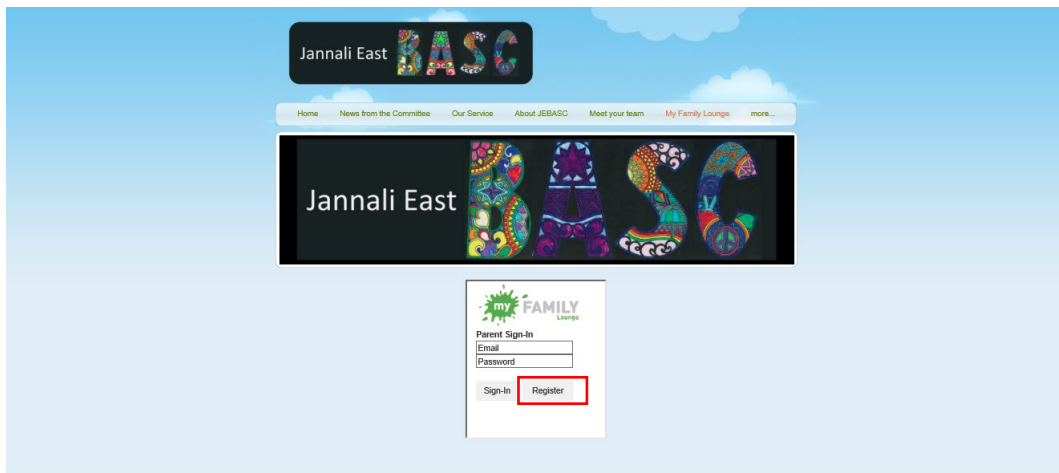 Jannali East BASC
Home News from the Committee Our Service About JEBASC Meet your team My Family Lounge more...
Jannali East BASC
my FAMILY
Lounge
Parent Sign-In
Email
Password
Sign-In Register